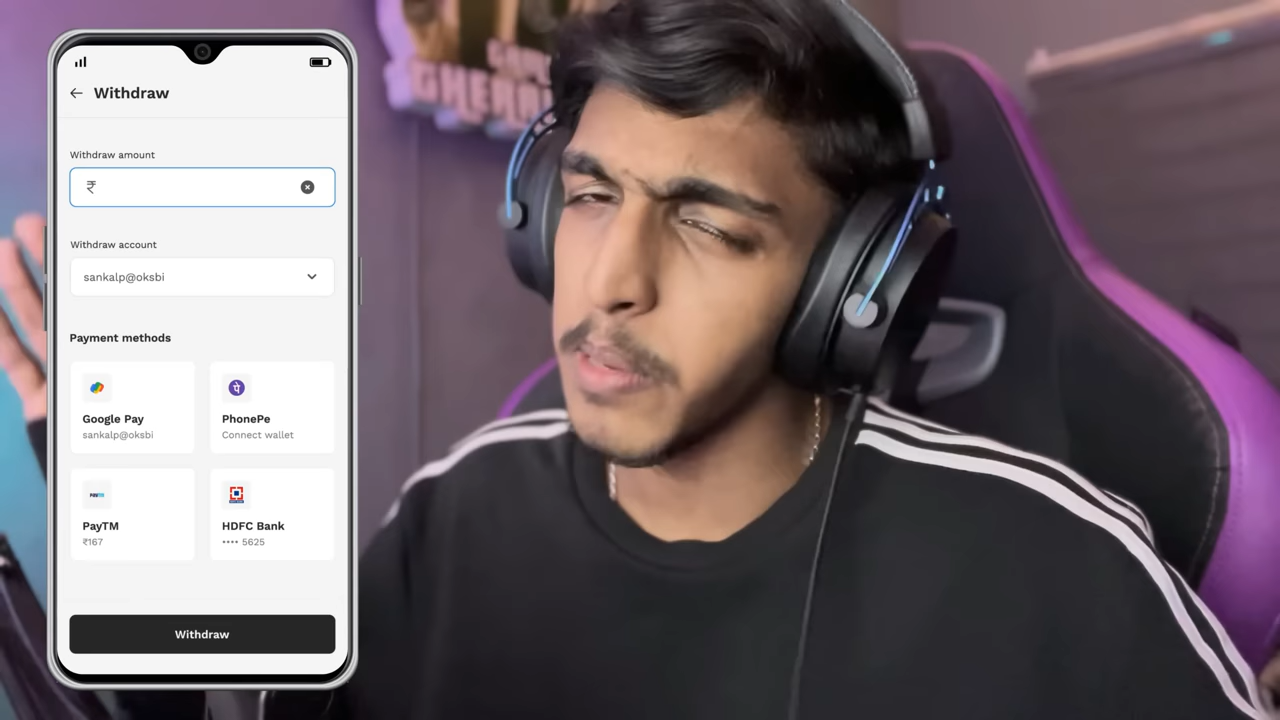 Withdraw
Withdraw amount
₹
Withdraw account
sankalp@oksbi
Payment methods
Google Pay
sankalp@oksbi
PhonePe
Connect wallet
PayTM
₹167
HDFC Bank
•••• 5625
Withdraw